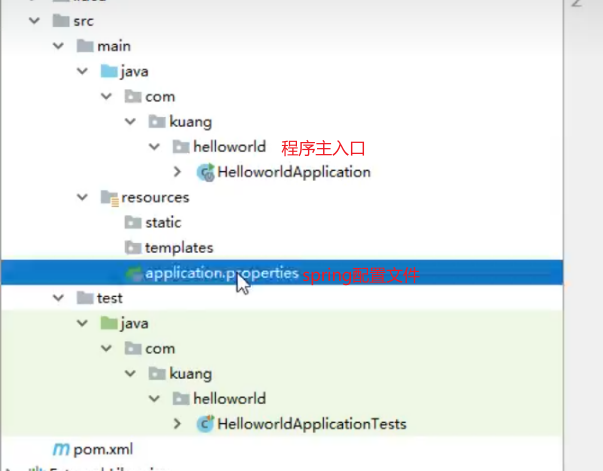 2
src
main
java
com
kuang
helloworld 程序主入口
HelloworldApplication
resources
static
templates
application.properties spring配置文件
test
java
com
kuang
helloworld
HelloworldApplicationTests
pom.xml